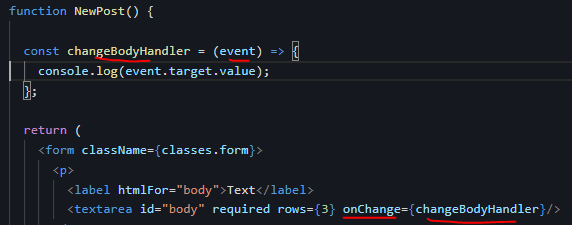 function NewPost() {
const changeBodyHandler = (event) => {
console.log(event.target.value);
};
return (
<form className={classes.form}>
<p>
<label htmlFor="body">Text</label>
<textarea id="body" required rows={3} onChange={changeBodyHandler}/>